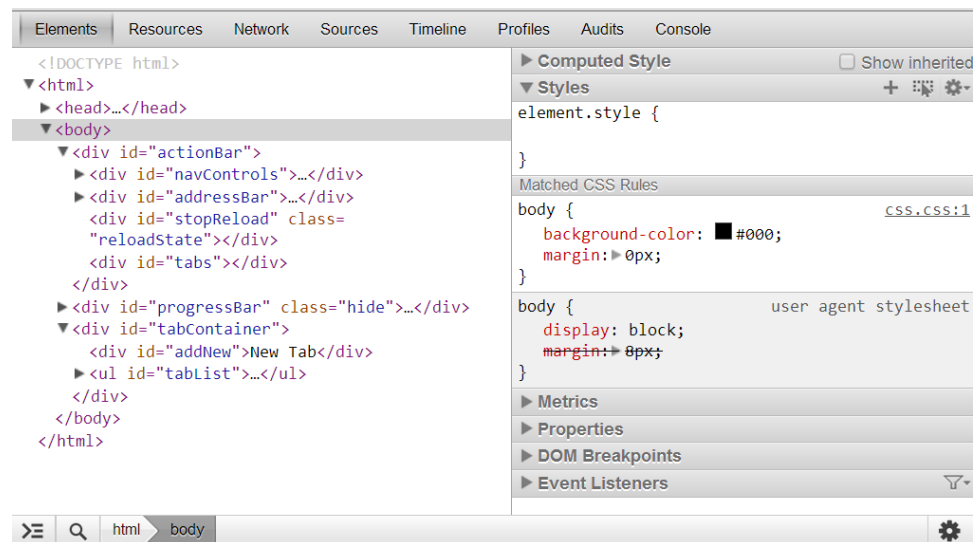 Elements Resources Network Sources Timeline Profiles Audits Console
<!DOCTYPE html>
<html>
<head>…</head>
<body>
<div id="actionBar">
<div id="navControls">…</div>
<div id="addressBar">…</div>
<div id="stopReload" class=
"reloadState"></div>
<div id="tabs"></div>
</div>
<div id="progressBar" class="hide">…</div>
<div id="tabContainer">
<div id="addNew">New Tab</div>
<ul id="tabList">…</ul>
</div>
</body>
</html>
Computed Style Show inherited
Styles
element.style {
}
Matched CSS Rules
body { css.css:1
background-color: #000;
margin: 0px;
}
body { user agent stylesheet
display: block;
margin: 8px;
}
Metrics
Properties
DOM Breakpoints
Event Listeners
html body